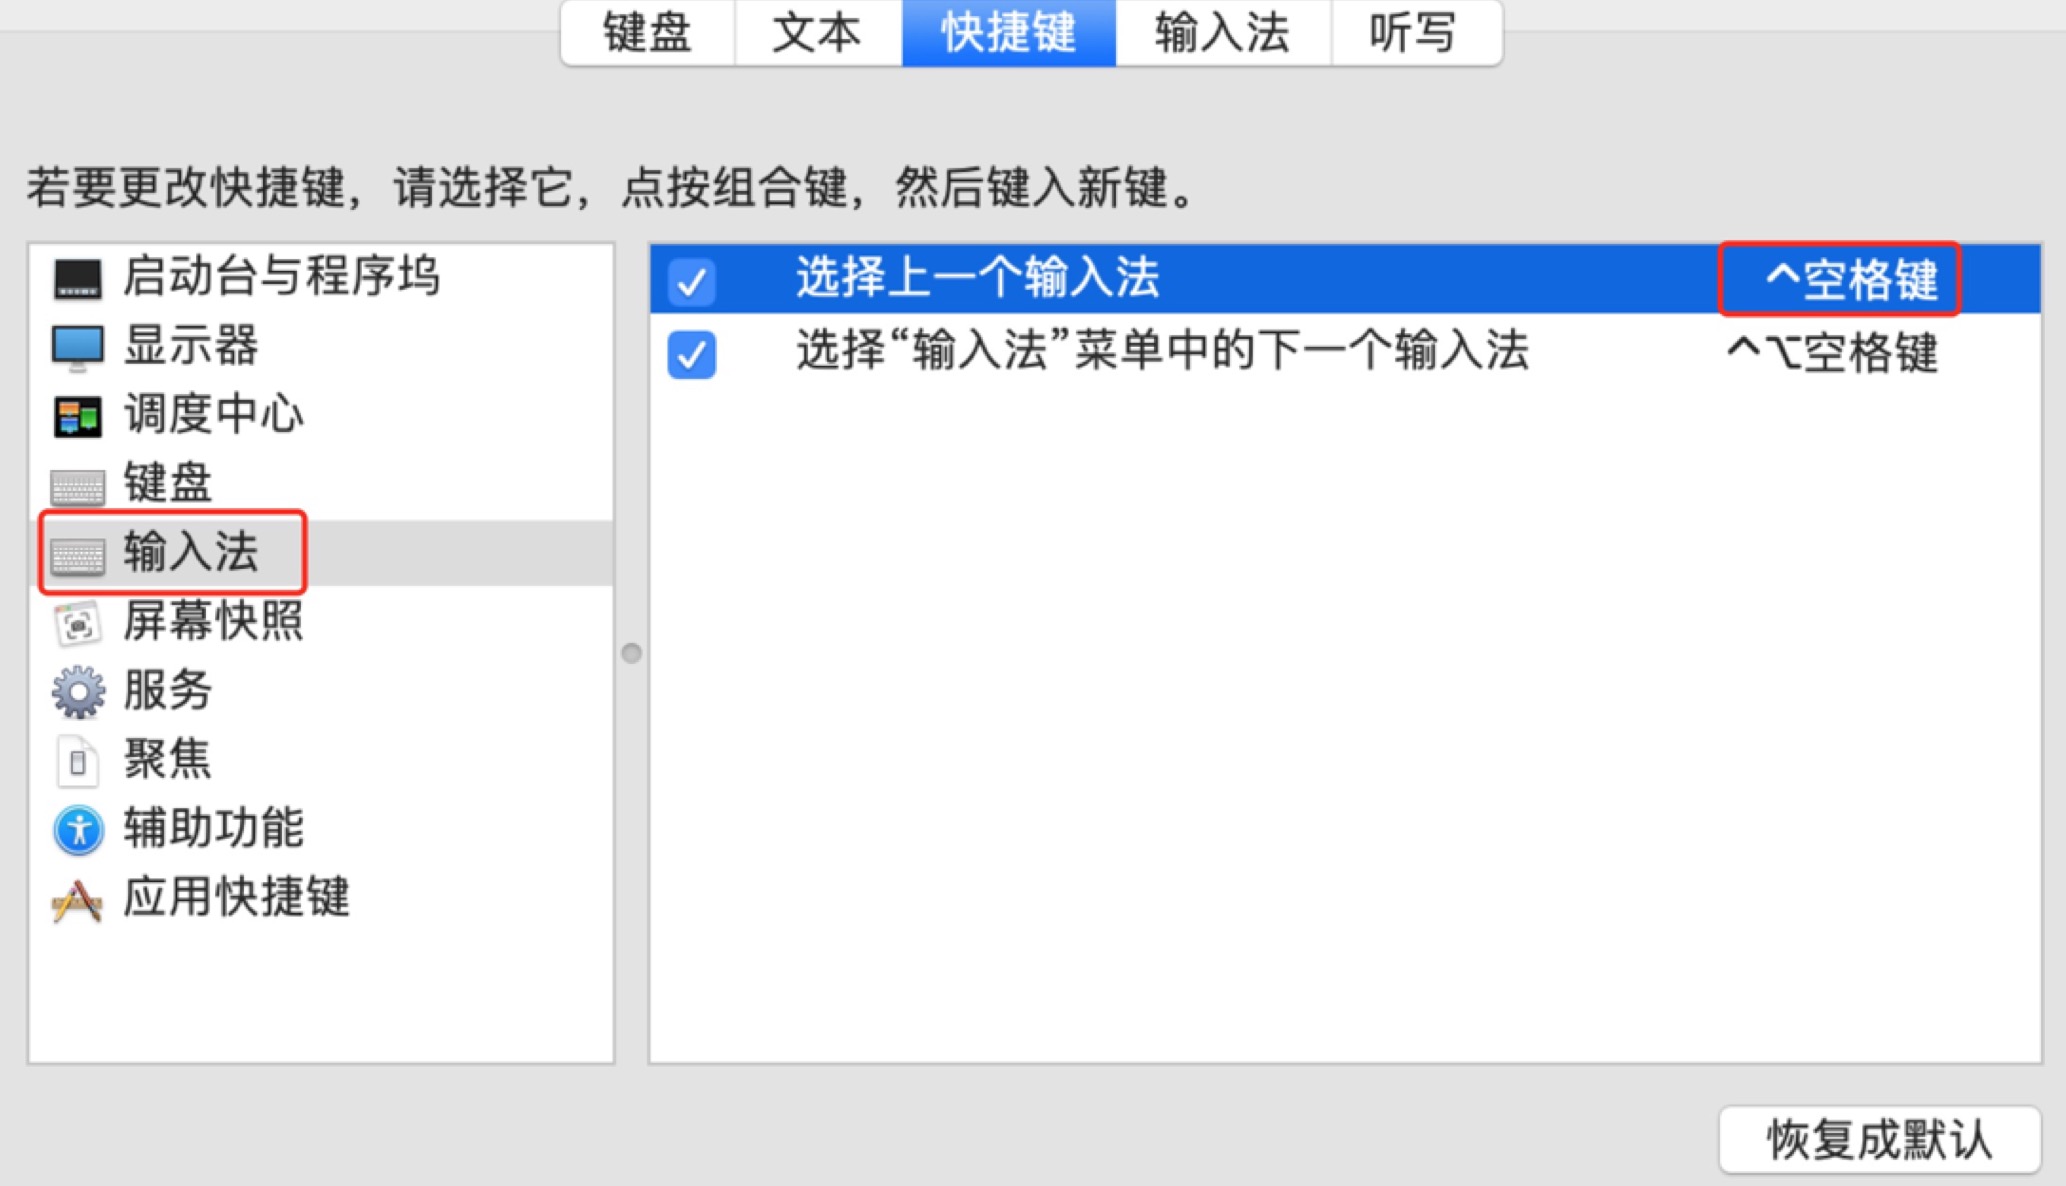 键盘 文本 快捷键 输入法 听写
若要更改快捷键，请选择它，点按组合键，然后键入新键。
启动台与程序坞
显示器
调度中心
键盘
输入法
屏幕快照
服务
聚焦
辅助功能
应用快捷键
选择上一个输入法 ^空格键
选择“输入法”菜单中的下一个输入法 ^⌥空格键
恢复成默认